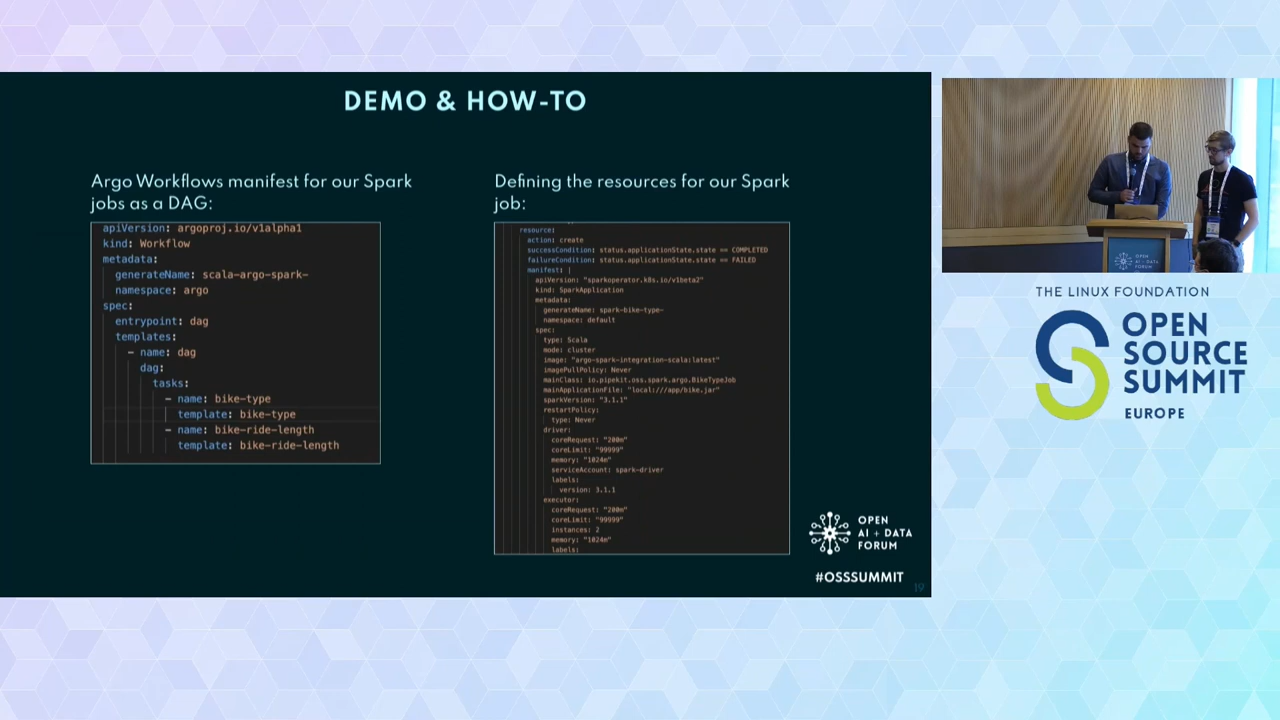 DEMO & HOW-TO
Argo Workflows manifest for our Spark
jobs as a DAG:
apiVersion: argoproj.io/v1alpha1
kind: Workflow
metadata:
generateName: scala-argo-spark-
namespace: argo
spec:
entrypoint: dag
templates:
- name: dag
dag:
tasks:
- name: bike-type
template: bike-type
- name: bike-ride-length
template: bike-ride-length
Defining the resources for our Spark
job:
resource:
action: create
successCondition: status.applicationState.state == COMPLETED
failureCondition: status.applicationState.state == FAILED
manifest: |
apiVersion: "sparkoperator.k8s.io/v1beta2"
kind: SparkApplication
metadata:
generateName: spark-bike-type-
namespace: default
spec:
type: Scala
mode: cluster
image: "argo-spark-integration-scala:latest"
imagePullPolicy: Never
mainClass: io.pipekit.oss.spark.argo.BikeTypeJob
mainApplicationFile: "local:///app/bike.jar"
sparkVersion: "3.1.1"
restartPolicy:
type: Never
driver:
coreRequest: "200m"
coreLimit: "99999"
memory: "1024m"
serviceAccount: spark-driver
labels:
version: 3.1.1
executor:
coreRequest: "200m"
coreLimit: "99999"
instances: 2
memory: "1024m"
labels:
OPEN
AI + DATA
FORUM
#OSSSUMMIT
19
OPEN
AI + DATA
FORUM
THE LINUX FOUNDATION
OPEN
SOURCE
SUMMIT
EUROPE